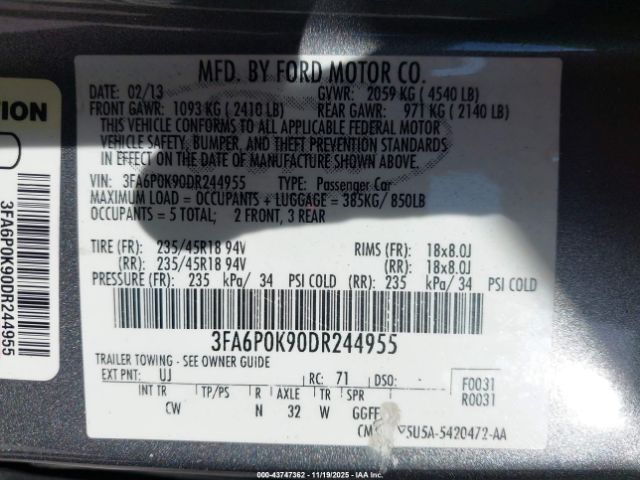 TION
3FA6P0K90DR244955
MFD. BY FORD MOTOR CO.
DATE: 02/13 GVWR: 2059 KG ( 4540 LB)
FRONT GAWR: 1093 KG ( 2410 LB) REAR GAWR: 971 KG ( 2140 LB)
THIS VEHICLE CONFORMS TO ALL APPLICABLE FEDERAL MOTOR
VEHICLE SAFETY, BUMPER, AND THEFT PREVENTION STANDARDS
IN EFFECT ON THE DATE OF MANUFACTURE SHOWN ABOVE.
VIN: 3FA6P0K90DR244955 TYPE: Passenger Car
MAXIMUM LOAD = OCCUPANTS + LUGGAGE = 385KG/ 850LB
OCCUPANTS = 5 TOTAL; 2 FRONT, 3 REAR
TIRE (FR): 235/45R18 94V RIMS (FR): 18x8.0J
(RR): 235/45R18 94V (RR): 18x8.0J
PRESSURE (FR): 235 kPa/ 34 PSI COLD (RR): 235 kPa/ 34 PSI COLD
3FA6P0K90DR244955
TRAILER TOWING - SEE OWNER GUIDE
EXT PNT: UJ RC: 71 DSO: F0031
INT TR TP/PS R AXLE TR SPR R0031
CW N 32 W GGFF
5U5A-5420472-AA
000-43747362 - 11/19/2025 - IAA Inc.